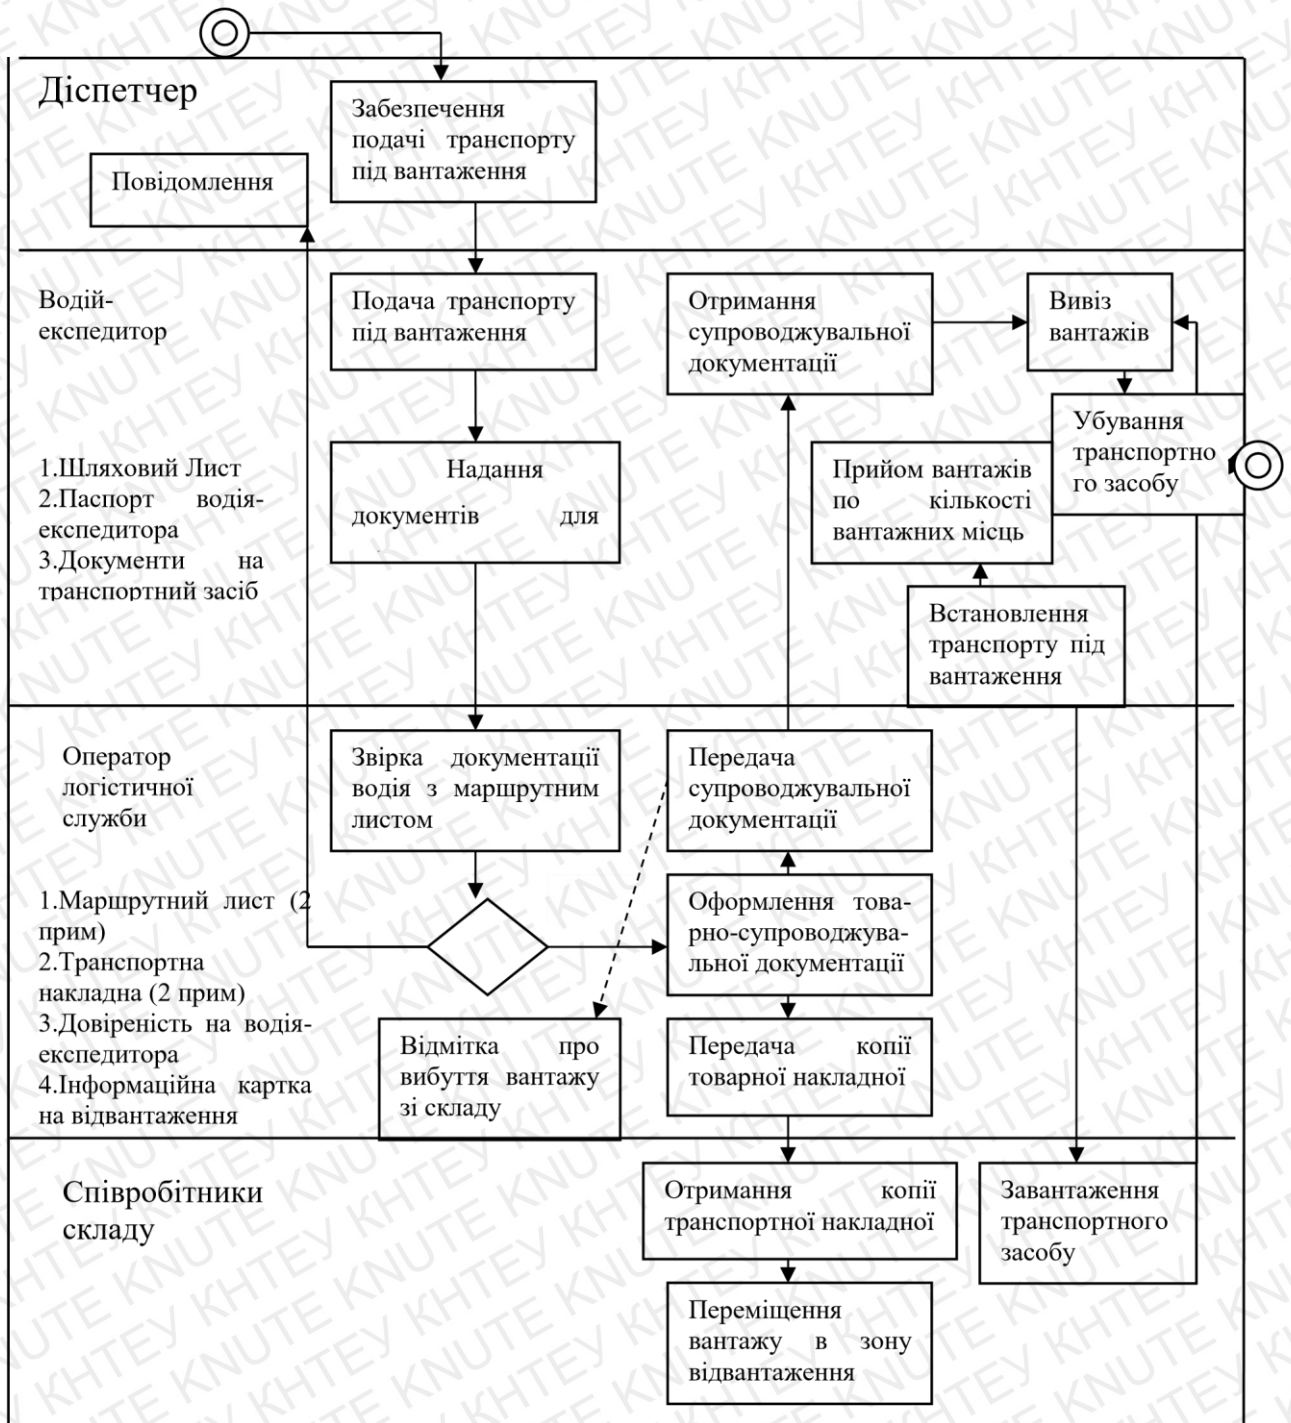 Діспетчер
Забезпечення
подачі транспорту
під вантаження
Повідомлення
Водій-
експедитор
Подача транспорту
під вантаження
Отримання
супроводжувальної
документації
Вивіз
вантажів
1.Шляховий Лист
2.Паспорт водія-
експедитора
3.Документи на
транспортний засіб
Надання
документів для
Прийом вантажів
по кількості
вантажних місць
Убування
транспортно
го засобу
Встановлення
транспорту під
вантаження
Оператор
логістичної
служби
Звірка документації
водія з маршрутним
листом
Передача
супроводжувальної
документації
1.Маршрутний лист (2
прим)
2.Транспортна
накладна (2 прим)
3.Довіреність на водія-
експедитора
4.Інформаційна картка
на відвантаження
Оформлення това-
рно-супроводжува-
льної документації
Відмітка про
вибуття вантажу
зі складу
Передача копії
товарної накладної
Співробітники
складу
Отримання копії
транспортної накладної
Завантаження
транспортного
засобу
Переміщення
вантажу в зону
відвантаження